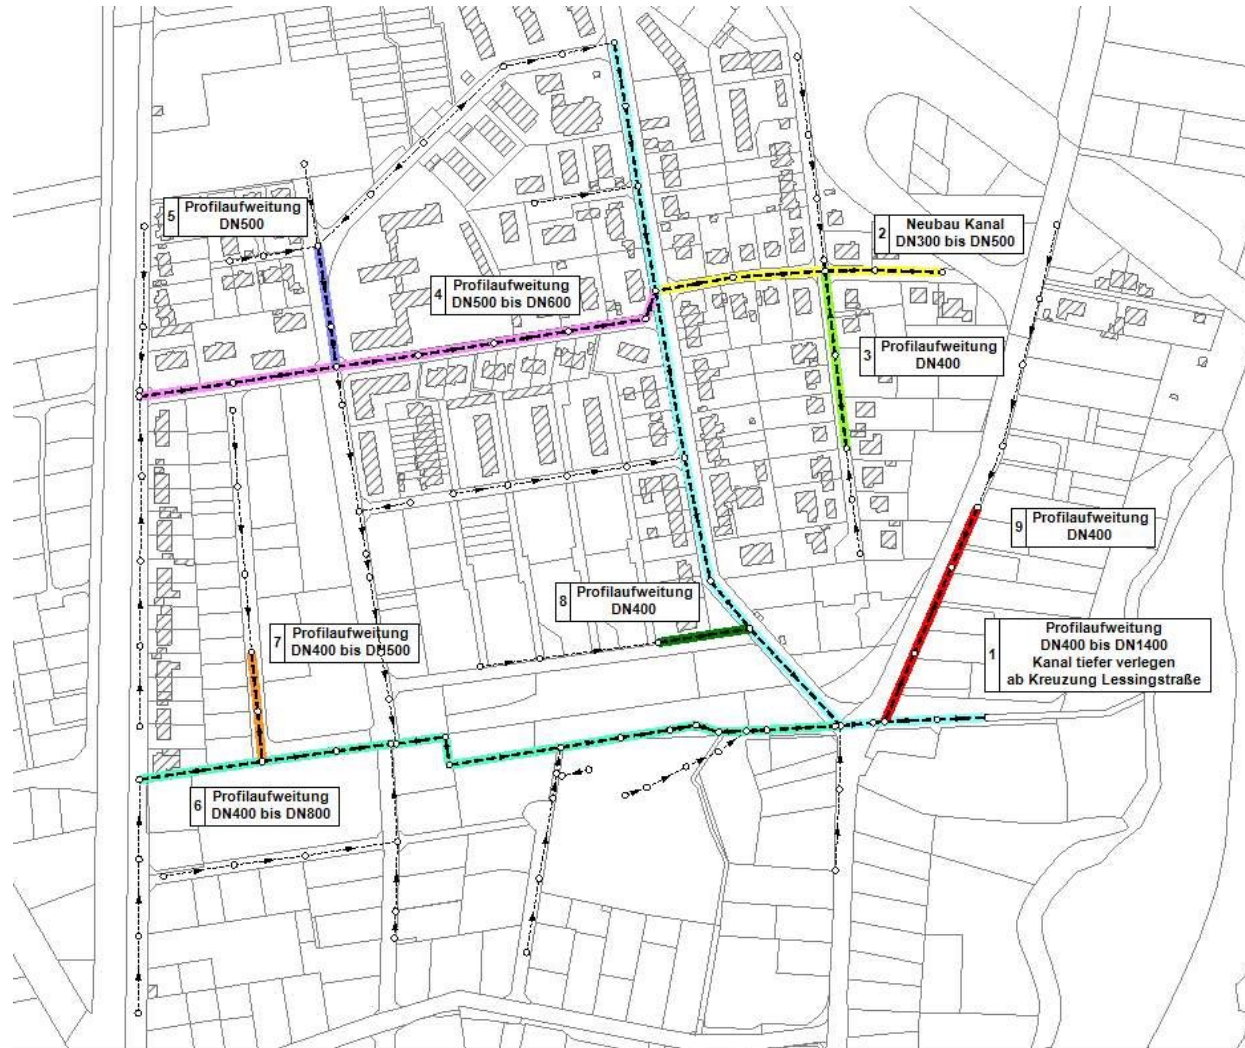 5 Profilaufweitung
DN500
2 Neubau Kanal
DN300 bis DN500
4 Profilaufweitung
DN500 bis DN600
3 Profilaufweitung
DN400
9 Profilaufweitung
DN400
8 Profilaufweitung
DN400
7 Profilaufweitung
DN400 bis DN500
1 Profilaufweitung
DN400 bis DN1400
Kanal tiefer verlegen
ab Kreuzung Lessingstraße
6 Profilaufweitung
DN400 bis DN800